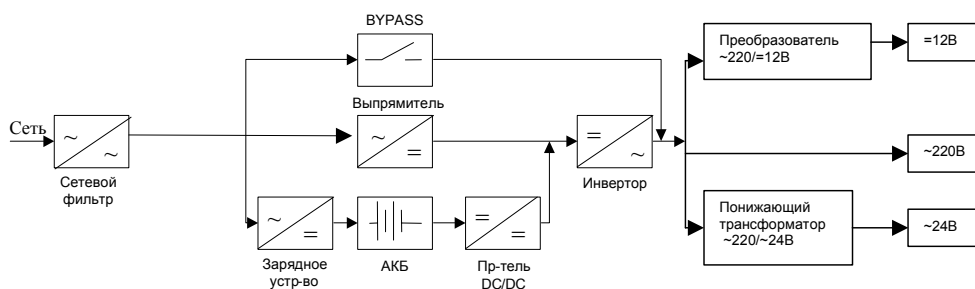 BYPASS
Выпрямитель
Сеть
~
~
Сетевой
фильтр
~
=
=
~
Инвертор
~
=
Зарядное
устр-во
АКБ
=
=
Пр-тель
DC/DC
Преобразователь
~220/=12В
=12В
~220В
Понижающий
трансформатор
~220/~24В
~24В